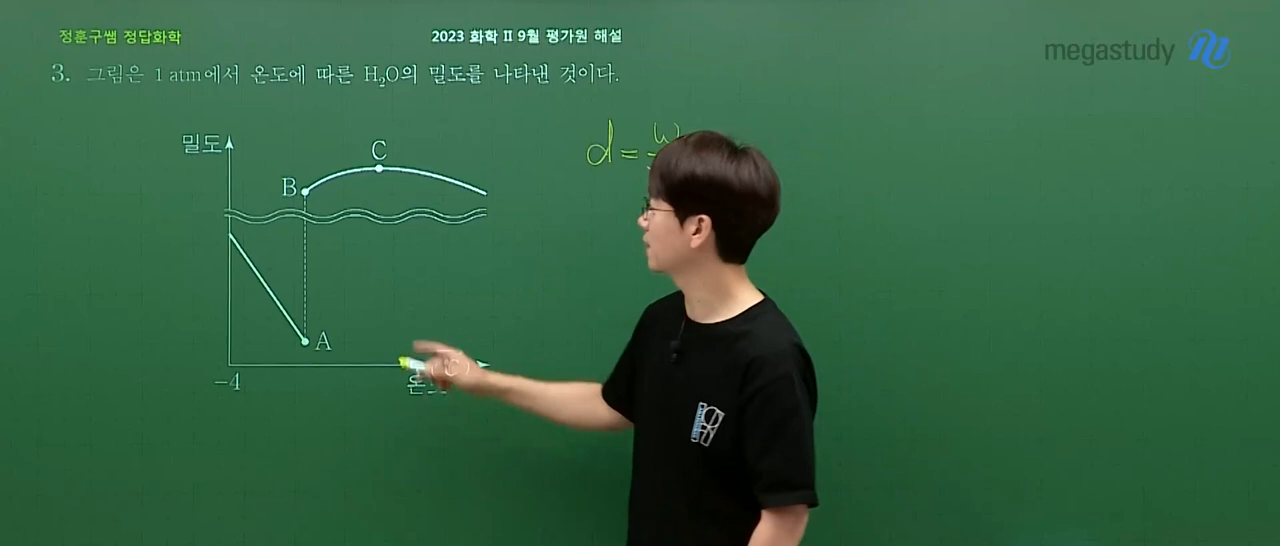 정훈구쌤 정답화학
2023 화학 II 9월 평가원 해설
megastudy
3. 그림은 1 atm에서 온도에 따른 H₂O의 밀도를 나타낸 것이다.
d = w
밀도
C
B
A
-4
(℃)